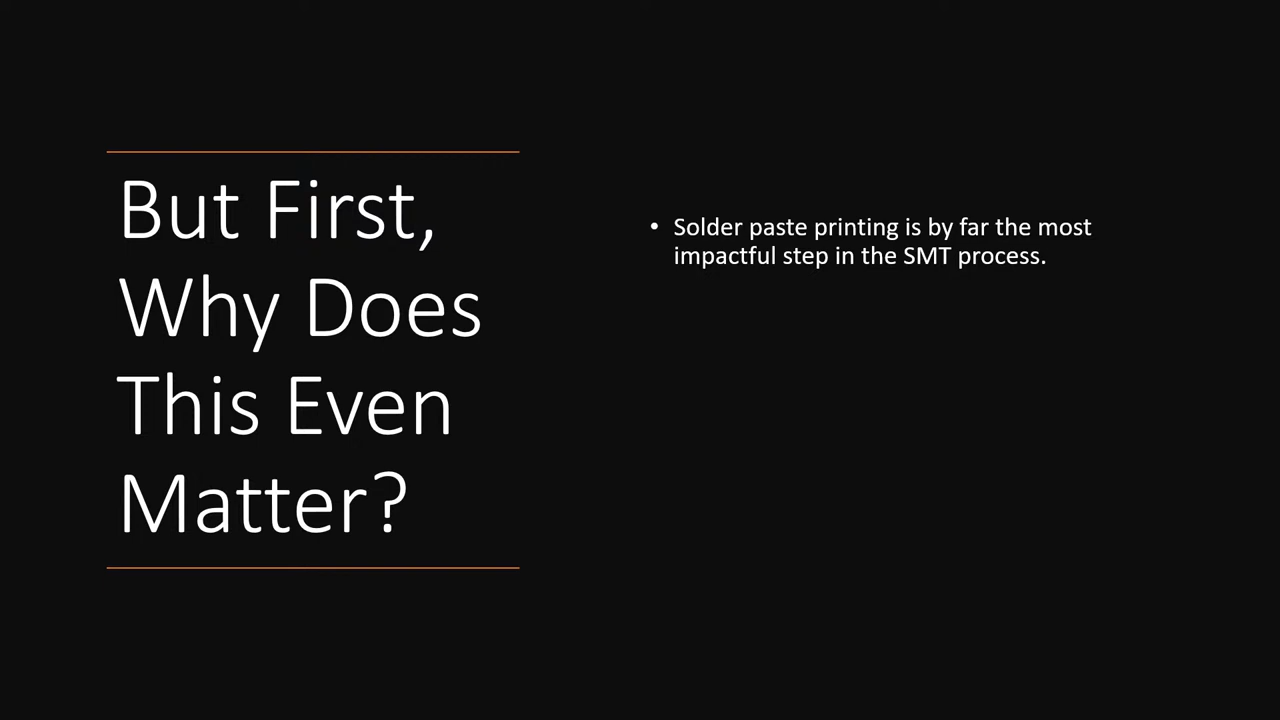 But First,
Why Does
This Even
Matter?
• Solder paste printing is by far the most
impactful step in the SMT process.